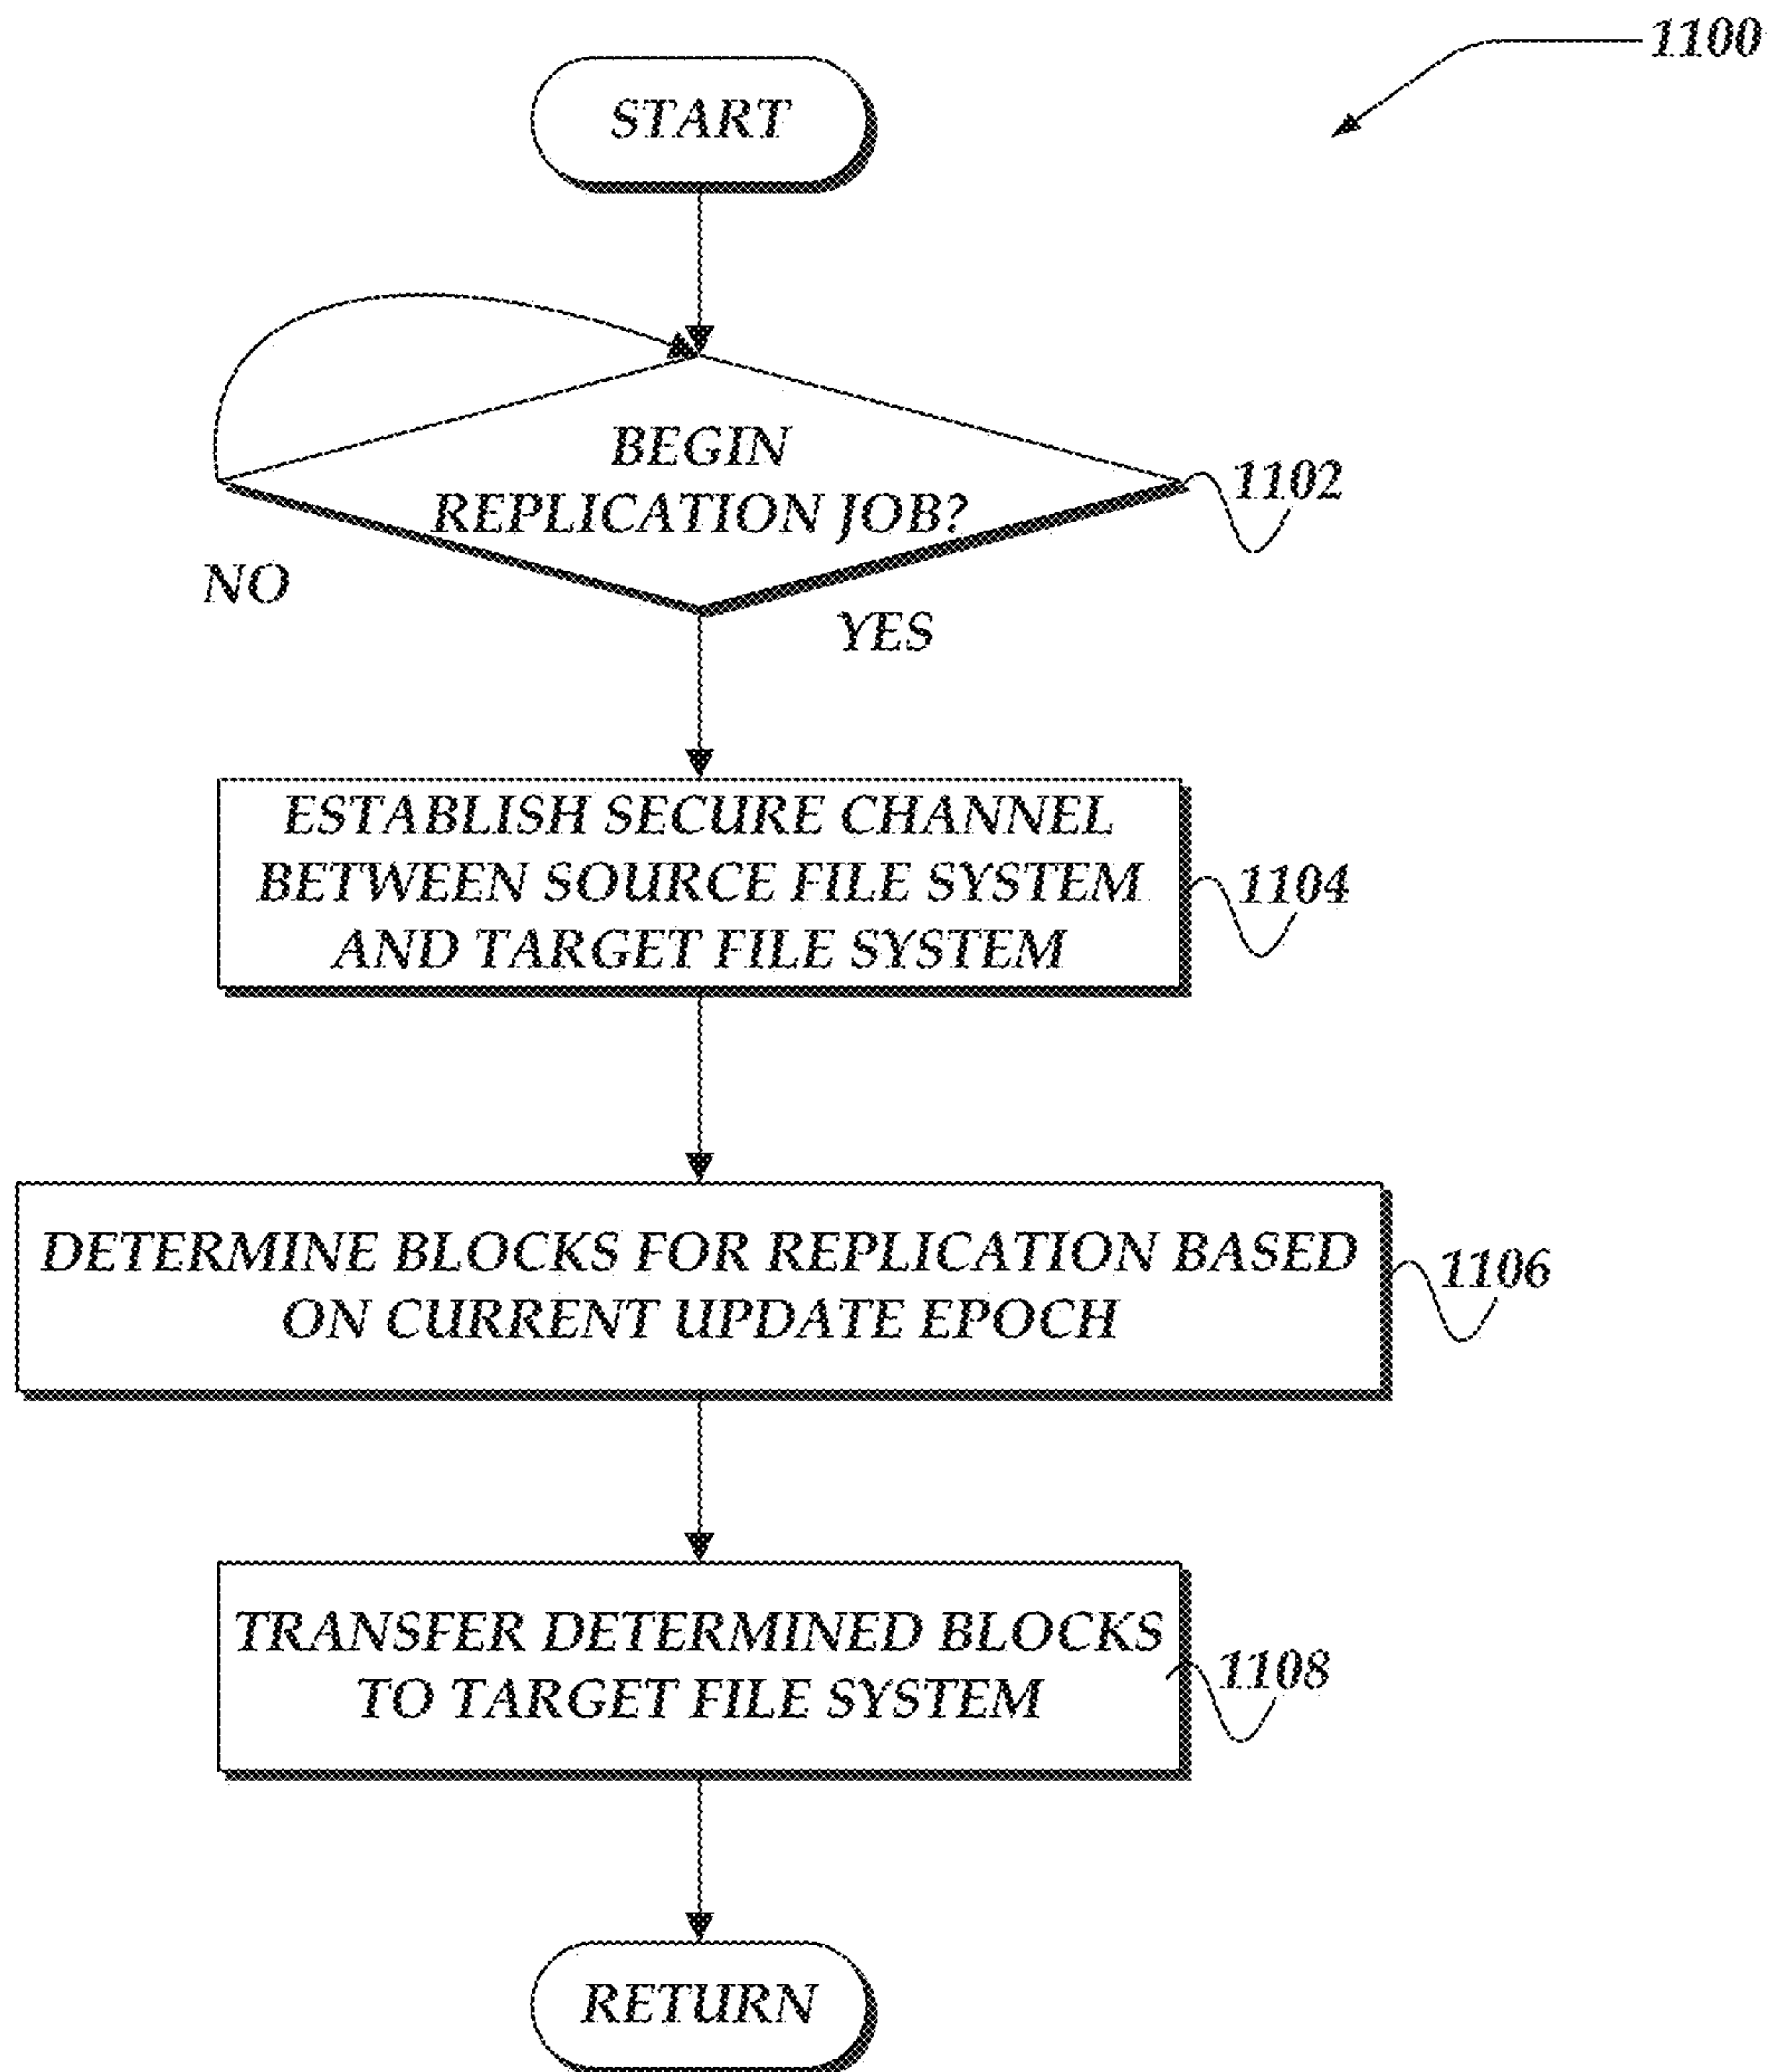 1100
START
BEGIN
REPLICATION JOB?
1102
NO
YES
ESTABLISH SECURE CHANNEL
BETWEEN SOURCE FILE SYSTEM
AND TARGET FILE SYSTEM
1104
DETERMINE BLOCKS FOR REPLICATION BASED
ON CURRENT UPDATE EPOCH
1106
TRANSFER DETERMINED BLOCKS
TO TARGET FILE SYSTEM
1108
RETURN